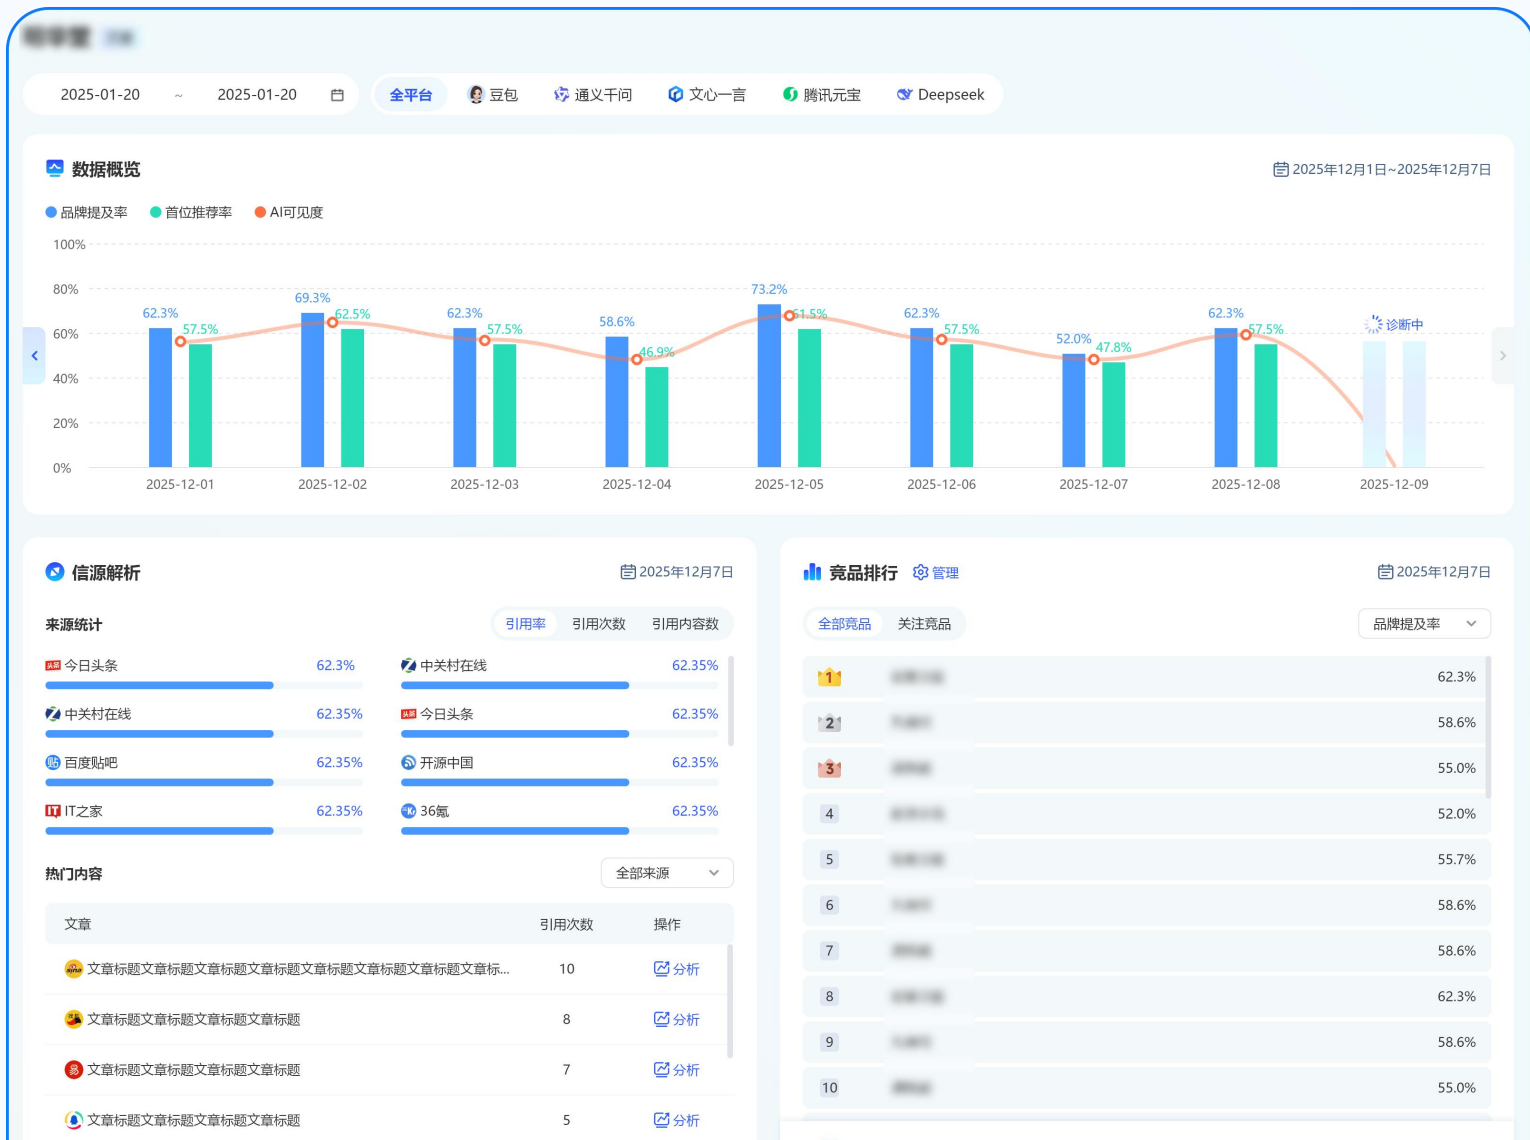 2025-01-20 ~ 2025-01-20
全平台 豆包 通义千问 文心一言 腾讯元宝 Deepseek
数据概览 2025年12月1日~2025年12月7日
品牌提及率 首位推荐率 AI可见度
100%
80%
60%
40%
20%
0%
62.3% 57.5% 69.3% 62.5% 62.3% 57.5% 58.6% 46.9% 73.2% 61.5% 62.3% 57.5% 52.0% 47.8% 62.3% 57.5% 诊断中
2025-12-01 2025-12-02 2025-12-03 2025-12-04 2025-12-05 2025-12-06 2025-12-07 2025-12-08 2025-12-09
信源解析 2025年12月7日
来源统计 引用率 引用次数 引用内容数
头条 今日头条 62.3% 中关村在线 62.35%
中关村在线 62.35% 头条 今日头条 62.35%
贴 百度贴吧 62.35% 开源中国 62.35%
IT IT之家 62.35% Kr 36氪 62.35%
热门内容 全部来源
文章 引用次数 操作
文章标题文章标题文章标题文章标题文章标题文章标题文章标题文章标... 10 分析
文章标题文章标题文章标题文章标题 8 分析
文章标题文章标题文章标题文章标题 7 分析
文章标题文章标题文章标题文章标题 5 分析
竞品排行 管理 2025年12月7日
全部竞品 关注竞品 品牌提及率
1 62.3%
2 58.6%
3 55.0%
4 52.0%
5 55.7%
6 58.6%
7 58.6%
8 62.3%
9 58.6%
10 55.0%